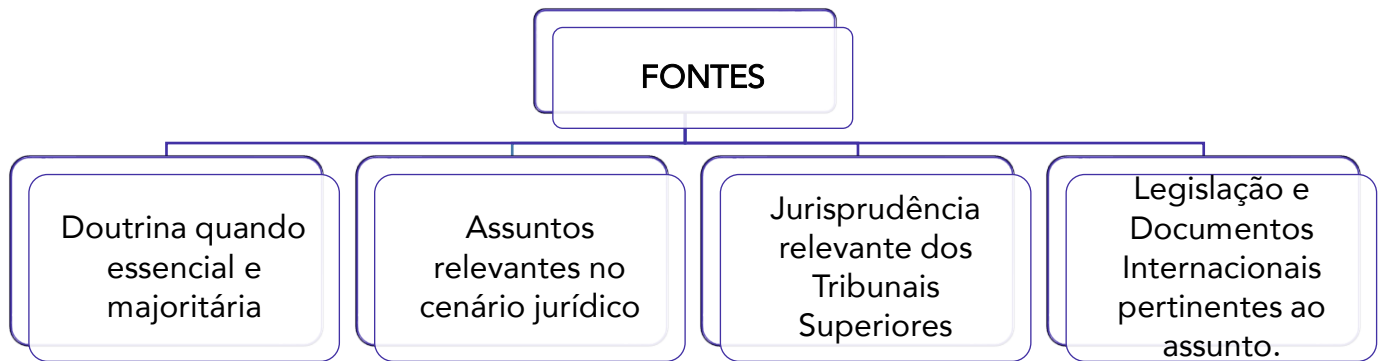 FONTES
Doutrina quando
essencial e
majoritária
Assuntos
relevantes no
cenário jurídico
Jurisprudência
relevante dos
Tribunais
Superiores
Legislação e
Documentos
Internacionais
pertinentes ao
assunto.